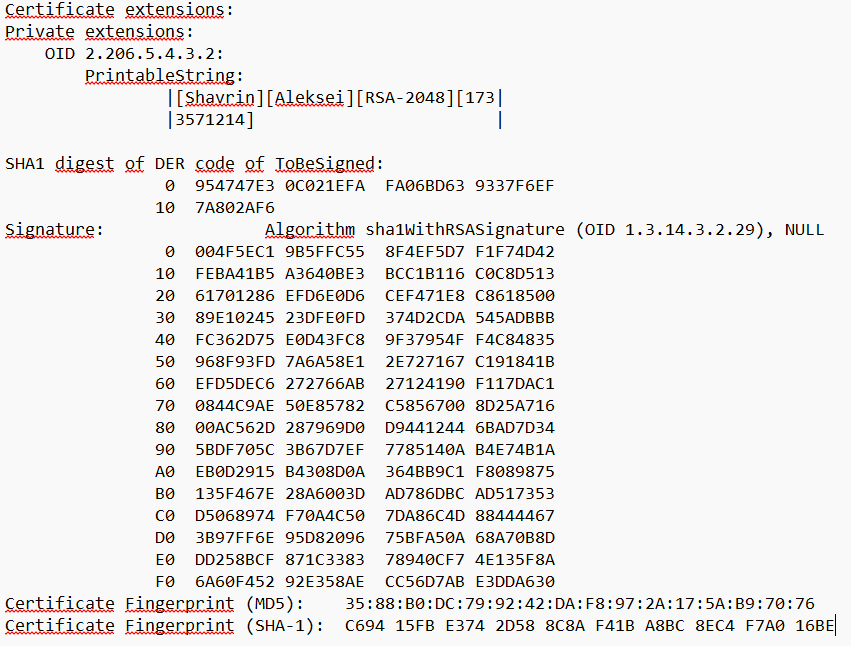 Certificate extensions:
Private extensions:
OID 2.206.5.4.3.2:
PrintableString:
|[Shavrin][Aleksei][RSA-2048][173|
|3571214] |
SHA1 digest of DER code of ToBeSigned:
0 954747E3 0C021EFA FA06BD63 9337F6EF
10 7A802AF6
Signature: Algorithm sha1WithRSASignature (OID 1.3.14.3.2.29), NULL
0 004F5EC1 9B5FFC55 8F4EF5D7 F1F74D42
10 FEBA41B5 A3640BE3 BCC1B116 C0C8D513
20 61701286 EFD6E0D6 CEF471E8 C8618500
30 89E10245 23DFE0FD 374D2CDA 545ADBBB
40 FC362D75 E0D43FC8 9F37954F F4C84835
50 968F93FD 7A6A58E1 2E727167 C191841B
60 EFD5DEC6 272766AB 27124190 F117DAC1
70 0844C9AE 50E85782 C5856700 8D25A716
80 00AC562D 287969D0 D9441244 6BAD7D34
90 5BDF705C 3B67D7EF 7785140A B4E74B1A
A0 EB0D2915 B4308D0A 364BB9C1 F8089875
B0 135F467E 28A6003D AD786DBC AD517353
C0 D5068974 F70A4C50 7DA86C4D 88444467
D0 3B97FF6E 95D82096 75BFA50A 68A70B8D
E0 DD258BCF 871C3383 78940CF7 4E135F8A
F0 6A60F452 92E358AE CC56D7AB E3DDA630
Certificate Fingerprint (MD5): 35:88:B0:DC:79:92:42:DA:F8:97:2A:17:5A:B9:70:76
Certificate Fingerprint (SHA-1): C694 15FB E374 2D58 8C8A F41B A8BC 8EC4 F7A0 16BE